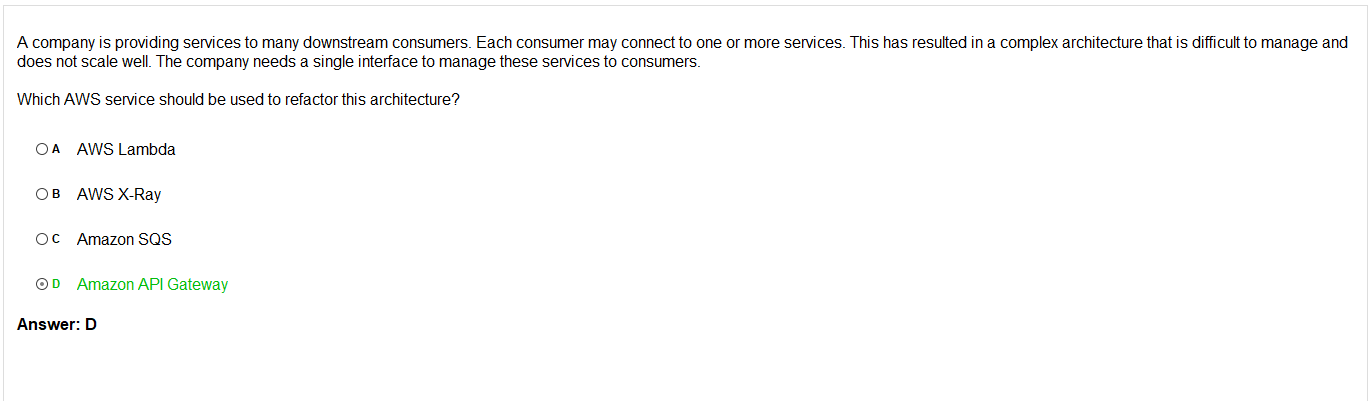 A company is providing services to many downstream consumers. Each consumer may connect to one or more services. This has resulted in a complex architecture that is difficult to manage and
does not scale well. The company needs a single interface to manage these services to consumers.
Which AWS service should be used to refactor this architecture?
A AWS Lambda
B AWS X-Ray
C Amazon SQS
D Amazon API Gateway
Answer: D